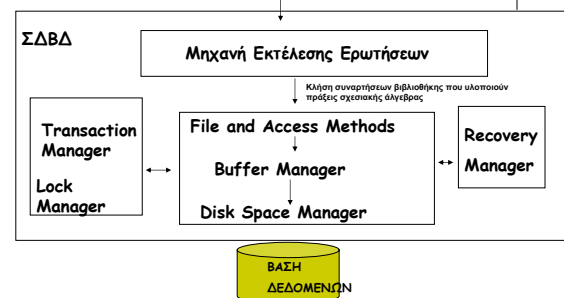 ΣΔΒΔ
Μηχανή Εκτέλεσης Ερωτήσεων
Κλήση συναρτήσεων βιβλιοθήκης που υλοποιούν
πράξεις σχεσιακής άλγεβρας
Transaction
Manager
Lock
Manager
File and Access Methods
Buffer Manager
Disk Space Manager
Recovery
Manager
ΒΑΣΗ
ΔΕΔΟΜΕΝΩΝ